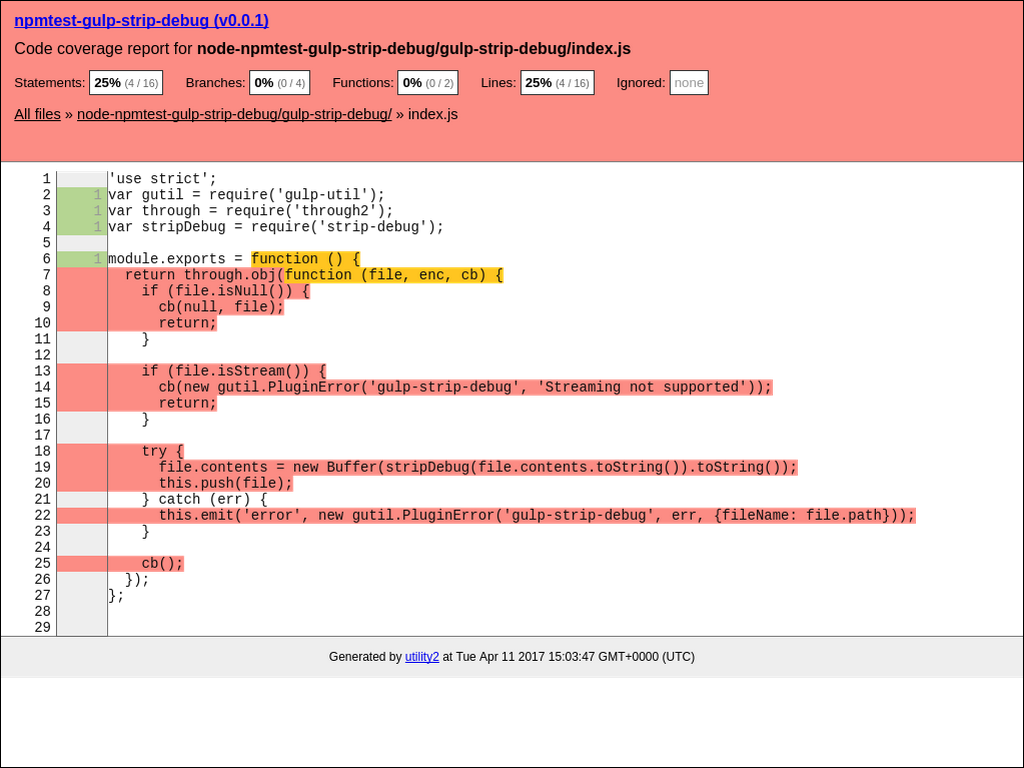 npmtest-gulp-strip-debug (v0.0.1)
Code coverage report for node-npmtest-gulp-strip-debug/gulp-strip-debug/index.js
Statements: 25% (4 / 16) Branches: 0% (0 / 4) Functions: 0% (0 / 2) Lines: 25% (4 / 16) Ignored: none
All files » node-npmtest-gulp-strip-debug/gulp-strip-debug/ » index.js
1 'use strict';
2 1 var gutil = require('gulp-util');
3 1 var through = require('through2');
4 1 var stripDebug = require('strip-debug');
5
6 1 module.exports = function () {
7   return through.obj(function (file, enc, cb) {
8     if (file.isNull()) {
9       cb(null, file);
10       return;
11     }
12
13     if (file.isStream()) {
14       cb(new gutil.PluginError('gulp-strip-debug', 'Streaming not supported'));
15       return;
16     }
17
18     try {
19       file.contents = new Buffer(stripDebug(file.contents.toString()).toString());
20       this.push(file);
21     } catch (err) {
22       this.emit('error', new gutil.PluginError('gulp-strip-debug', err, {fileName: file.path}));
23     }
24
25     cb();
26   });
27 };
28
29
Generated by utility2 at Tue Apr 11 2017 15:03:47 GMT+0000 (UTC)